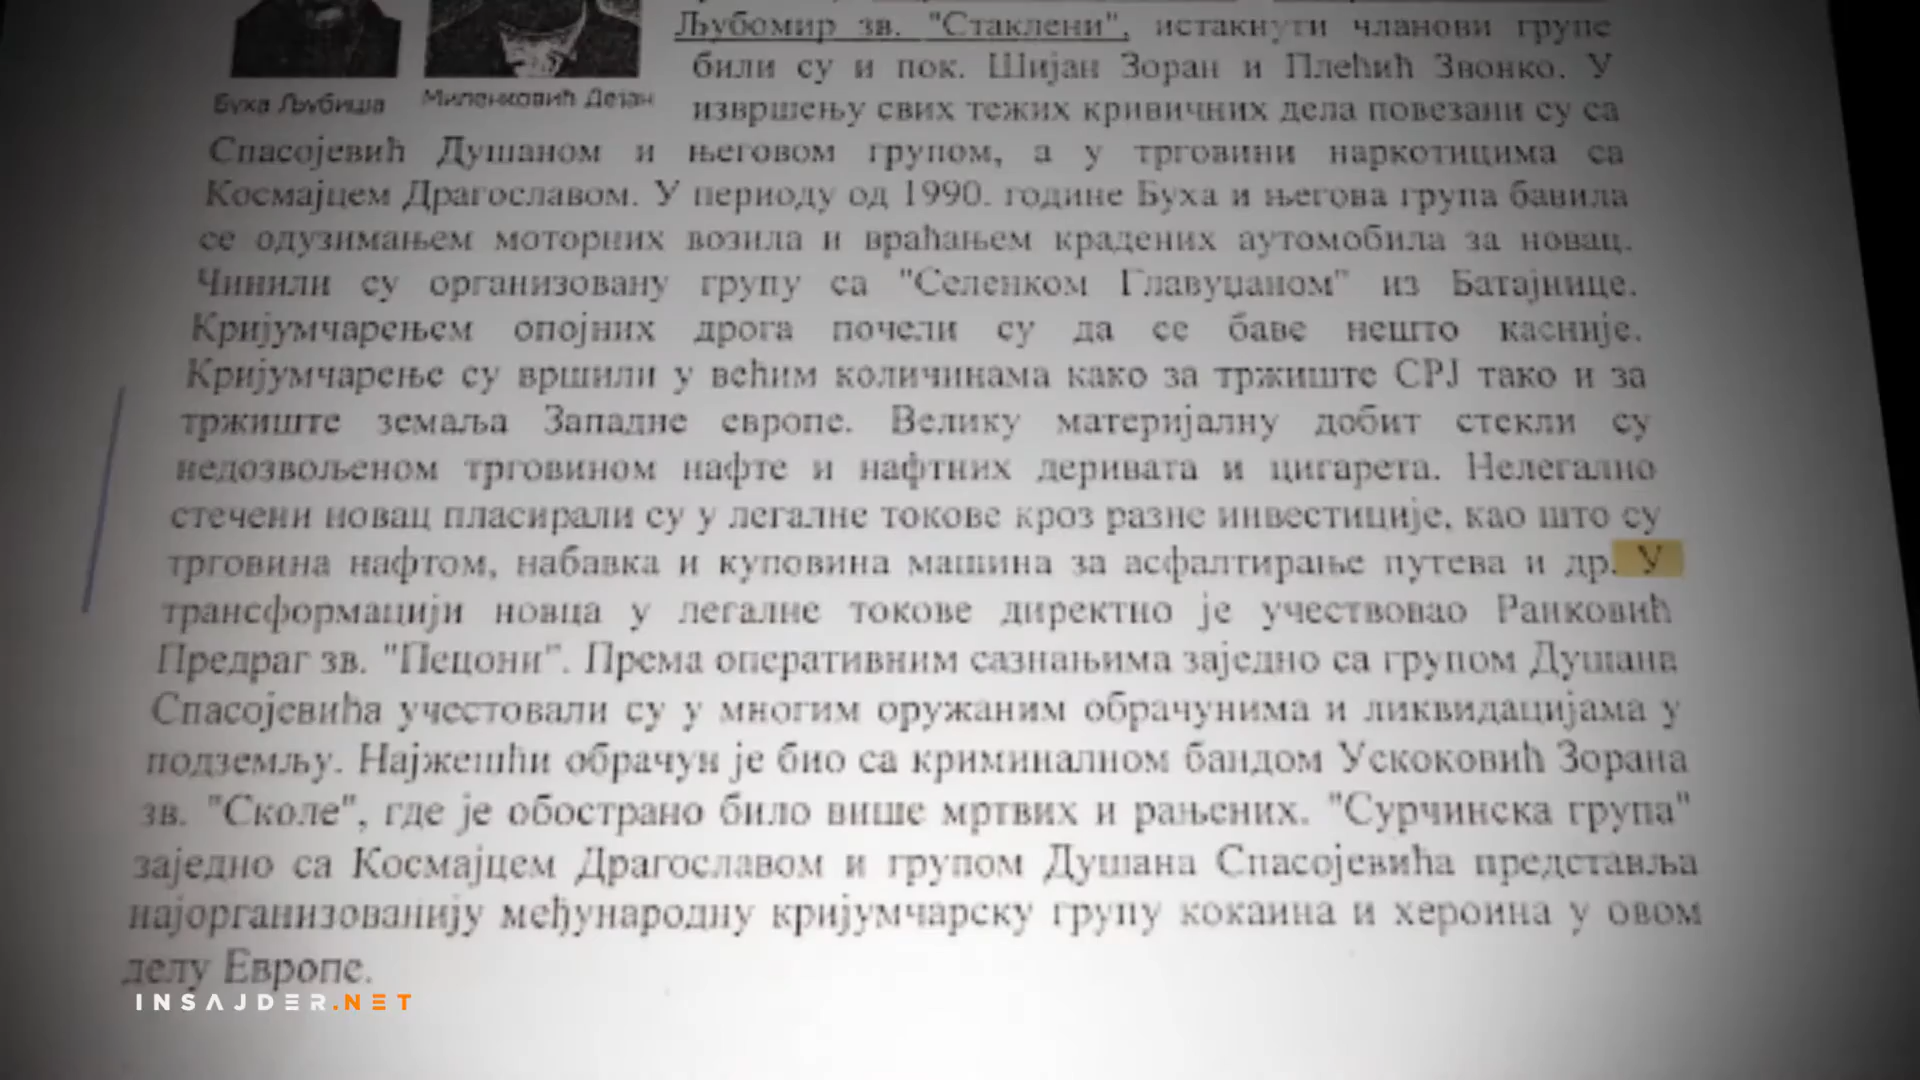 Љубомир зв. "Стаклени", истакнути чланови групе
били су и пок. Шијан Зоран и Плећић Звонко. У
Буха Љубиша
Миленковић Дејан
извршењу свих тежих кривичних дела повезани су са
Спасојевић Душаном и његовом групом, а у трговини наркотицима са
Космајцем Драгославом. У периоду од 1990. године Буха и његова група бавила
се одузимањем моторних возила и враћањем крадених аутомобила за новац.
Чинили су организовану групу са "Селенком Главуџаном" из Батајнице.
Кријумчарењем опојних дрога почели су да се баве нешто касније.
Кријумчарење су вршили у већим количинама како за тржиште СРЈ тако и за
тржиште земаља Западне европе. Велику материјалну добит стекли су
недозвољеном трговином нафте и нафтних деривата и цигарета. Нелегално
стечени новац пласирали су у легалне токове кроз разне инвестиције, као што су
трговина нафтом, набавка и куповина машина за асфалтирање путева и др. У
трансформацији новца у легалне токове директно је учествовао Ранковић
Предраг зв. "Пецони". Према оперативним сазнањима заједно са групом Душана
Спасојевића учестовали су у многим оружаним обрачунима и ликвидацијама у
подземљу. Најжешћи обрачун је био са криминалном бандом Ускоковић Зорана
зв. "Сколе", где је обострано било више мртвих и рањених. "Сурчинска група"
заједно са Космајцем Драгославом и групом Душана Спасојевића представља
најорганизованију међународну кријумчарску групу кокаина и хероина у овом
делу Европе.
INSAJDER.NET